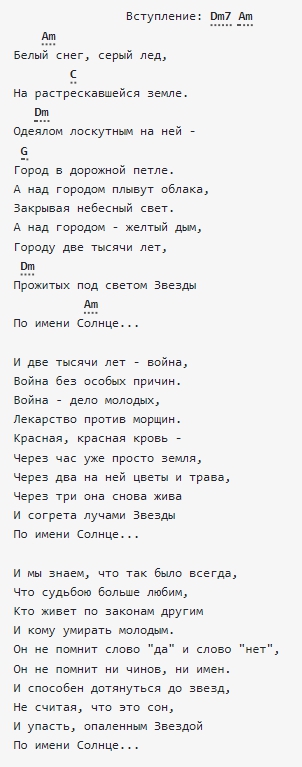 Вступление: Dm7 Am
Am
Белый снег, серый лед,
C
На растрескавшейся земле.
Dm
Одеялом лоскутным на ней -
G
Город в дорожной петле.
А над городом плывут облака,
Закрывая небесный свет.
А над городом - желтый дым,
Городу две тысячи лет,
Dm
Прожитых под светом Звезды
Am
По имени Солнце...

И две тысячи лет - война,
Война без особых причин.
Война - дело молодых,
Лекарство против морщин.
Красная, красная кровь -
Через час уже просто земля,
Через два на ней цветы и трава,
Через три она снова жива
И согрета лучами Звезды
По имени Солнце...

И мы знаем, что так было всегда,
Что судьбою больше любим,
Кто живет по законам другим
И кому умирать молодым.
Он не помнит слово "да" и слово "нет",
Он не помнит ни чинов, ни имен.
И способен дотянуться до звезд,
Не считая, что это сон,
И упасть, опаленным Звездой
По имени Солнце...